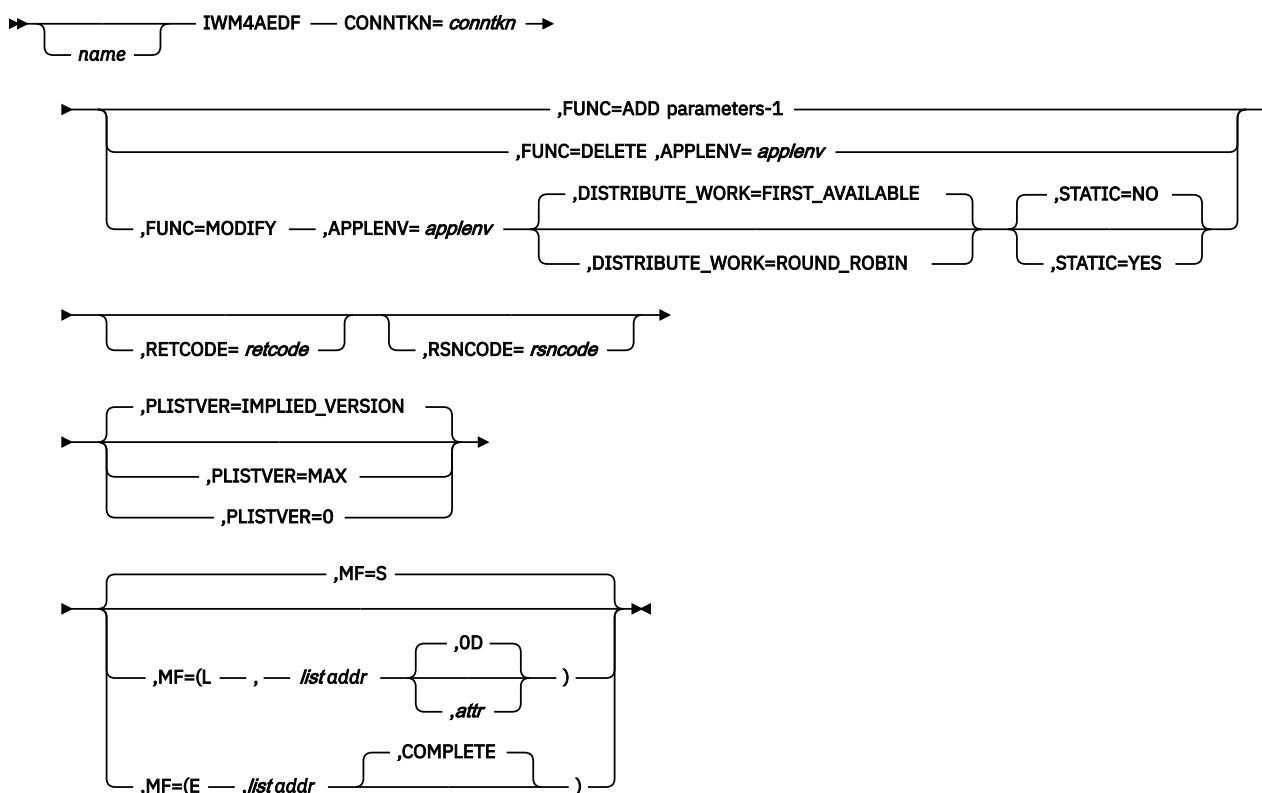 IWM4AEDF CONNTKN= conntkn
name
,FUNC=ADD parameters-1
,FUNC=DELETE ,APPLENV= applenv
,DISTRIBUTE_WORK=FIRST_AVAILABLE ,STATIC=NO
,FUNC=MODIFY ,APPLENV= applenv
,DISTRIBUTE_WORK=ROUND_ROBIN ,STATIC=YES
,RETCODE= retcode ,RSNCODE= rsncode
,PLISTVER=IMPLIED_VERSION
,PLISTVER=MAX
,PLISTVER=0
,MF=S
,0D
,MF=(L , list addr )
,attr
,COMPLETE
,MF=(E ,list addr )